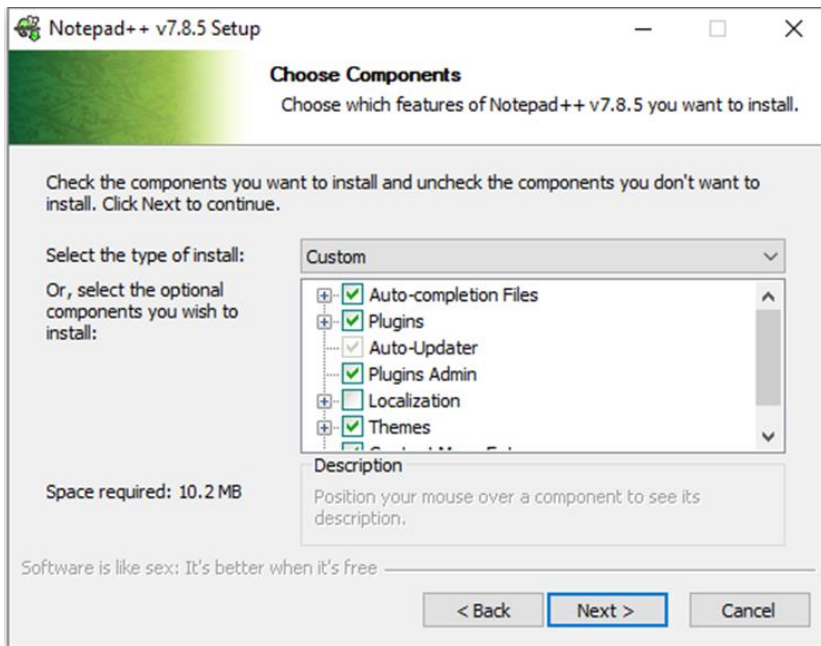 Notepad++ v7.8.5 Setup
Choose Components
Choose which features of Notepad++ v7.8.5 you want to install.
Check the components you want to install and uncheck the components you don't want to
install. Click Next to continue.
Select the type of install:
Custom
Or, select the optional
components you wish to
install:
Auto-completion Files
Plugins
Auto-Updater
Plugins Admin
Localization
Themes
Space required: 10.2 MB
Description
Position your mouse over a component to see its
description.
Software is like sex: It's better when it's free
< Back
Next >
Cancel